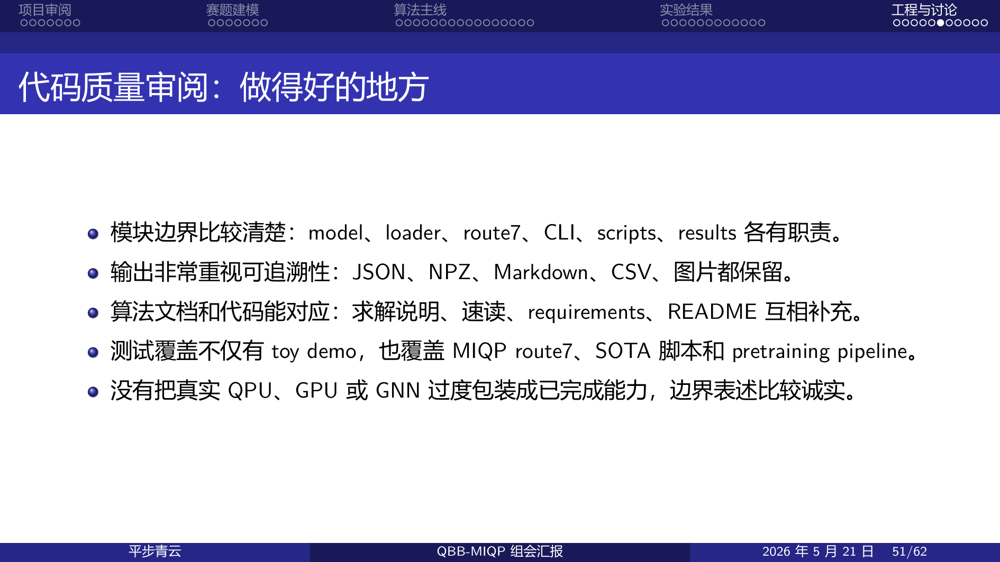 项目审阅 赛题建模 算法主线 实验结果 工程与讨论
代码质量审阅：做得好的地方
模块边界比较清楚：model、loader、route7、CLI、scripts、results 各有职责。
输出非常重视可追溯性：JSON、NPZ、Markdown、CSV、图片都保留。
算法文档和代码能对应：求解说明、速读、requirements、README 互相补充。
测试覆盖不仅有 toy demo，也覆盖 MIQP route7、SOTA 脚本和 pretraining pipeline。
没有把真实 QPU、GPU 或 GNN 过度包装成已完成能力，边界表述比较诚实。
平步青云 QBB-MIQP 组会汇报 2026 年 5 月 21 日 51/62